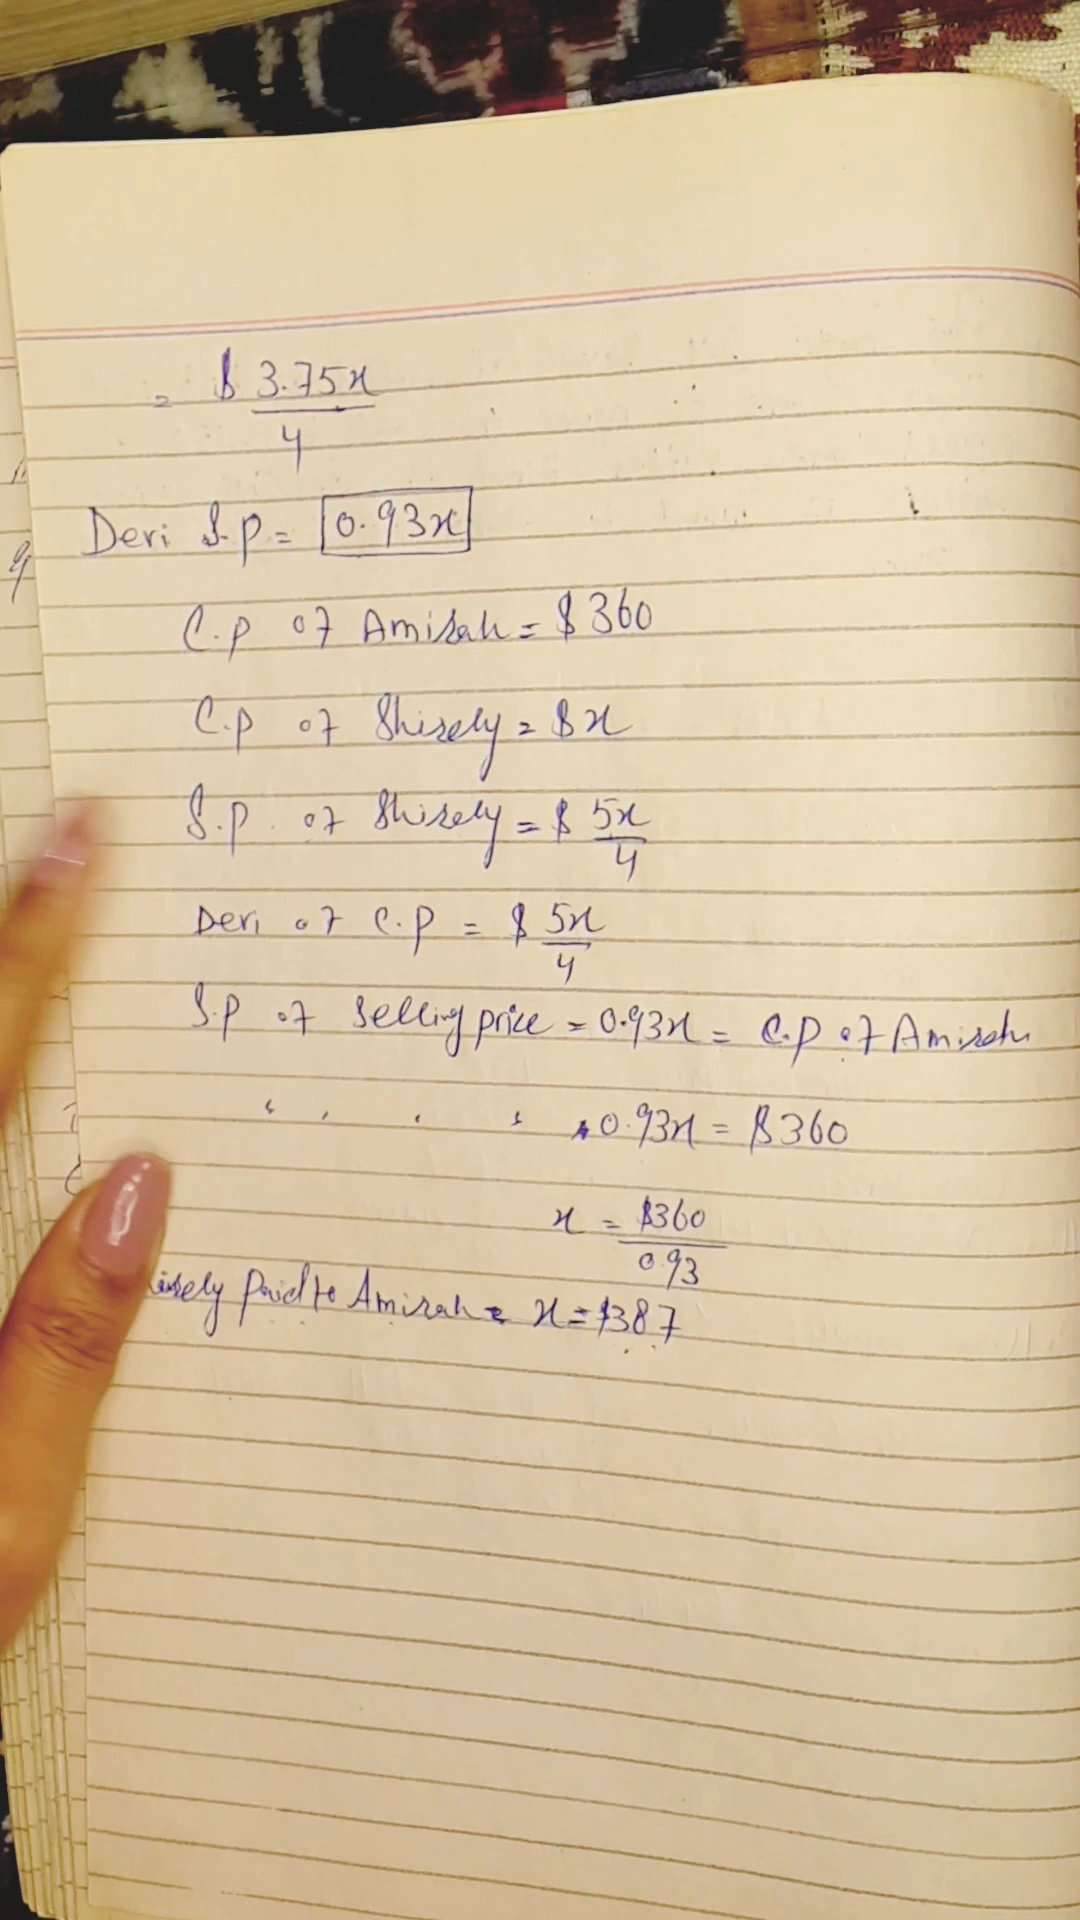 = $ 3.75x
4
Deri S.p = 0.93x
C.p of Amirah = $ 360
C.p of Shirely = $ x
S.p. of Shirely = $ 5x
4
Deri of C.p = $ 5x
4
S.p of Selling price = 0.93x = C.p of Amirah
0.93x = $360
x = $360
0.93
Paid to Amirah = x = $387